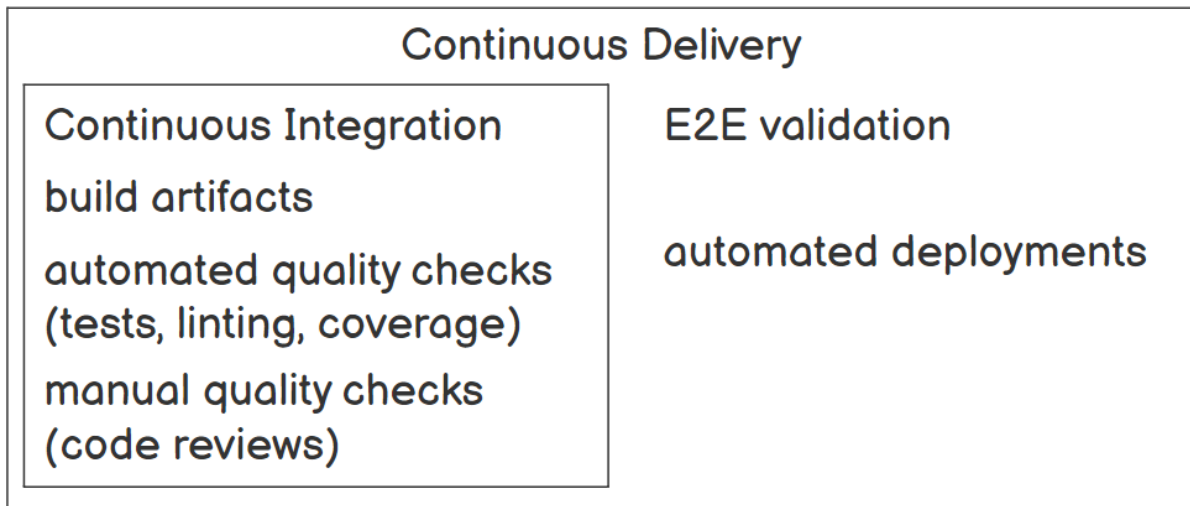 Continuous Delivery
Continuous Integration
build artifacts
automated quality checks
(tests, linting, coverage)
manual quality checks
(code reviews)
E2E validation
automated deployments